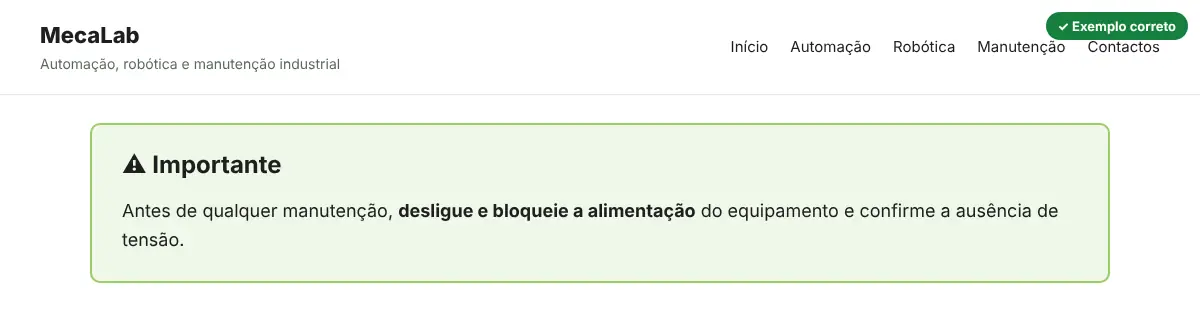 MecaLab
Automação, robótica e manutenção industrial
Início Automação Robótica Manutenção Contactos
✓ Exemplo correto
⚠ Importante
Antes de qualquer manutenção, desligue e bloqueie a alimentação do equipamento e confirme a ausência de
tensão.